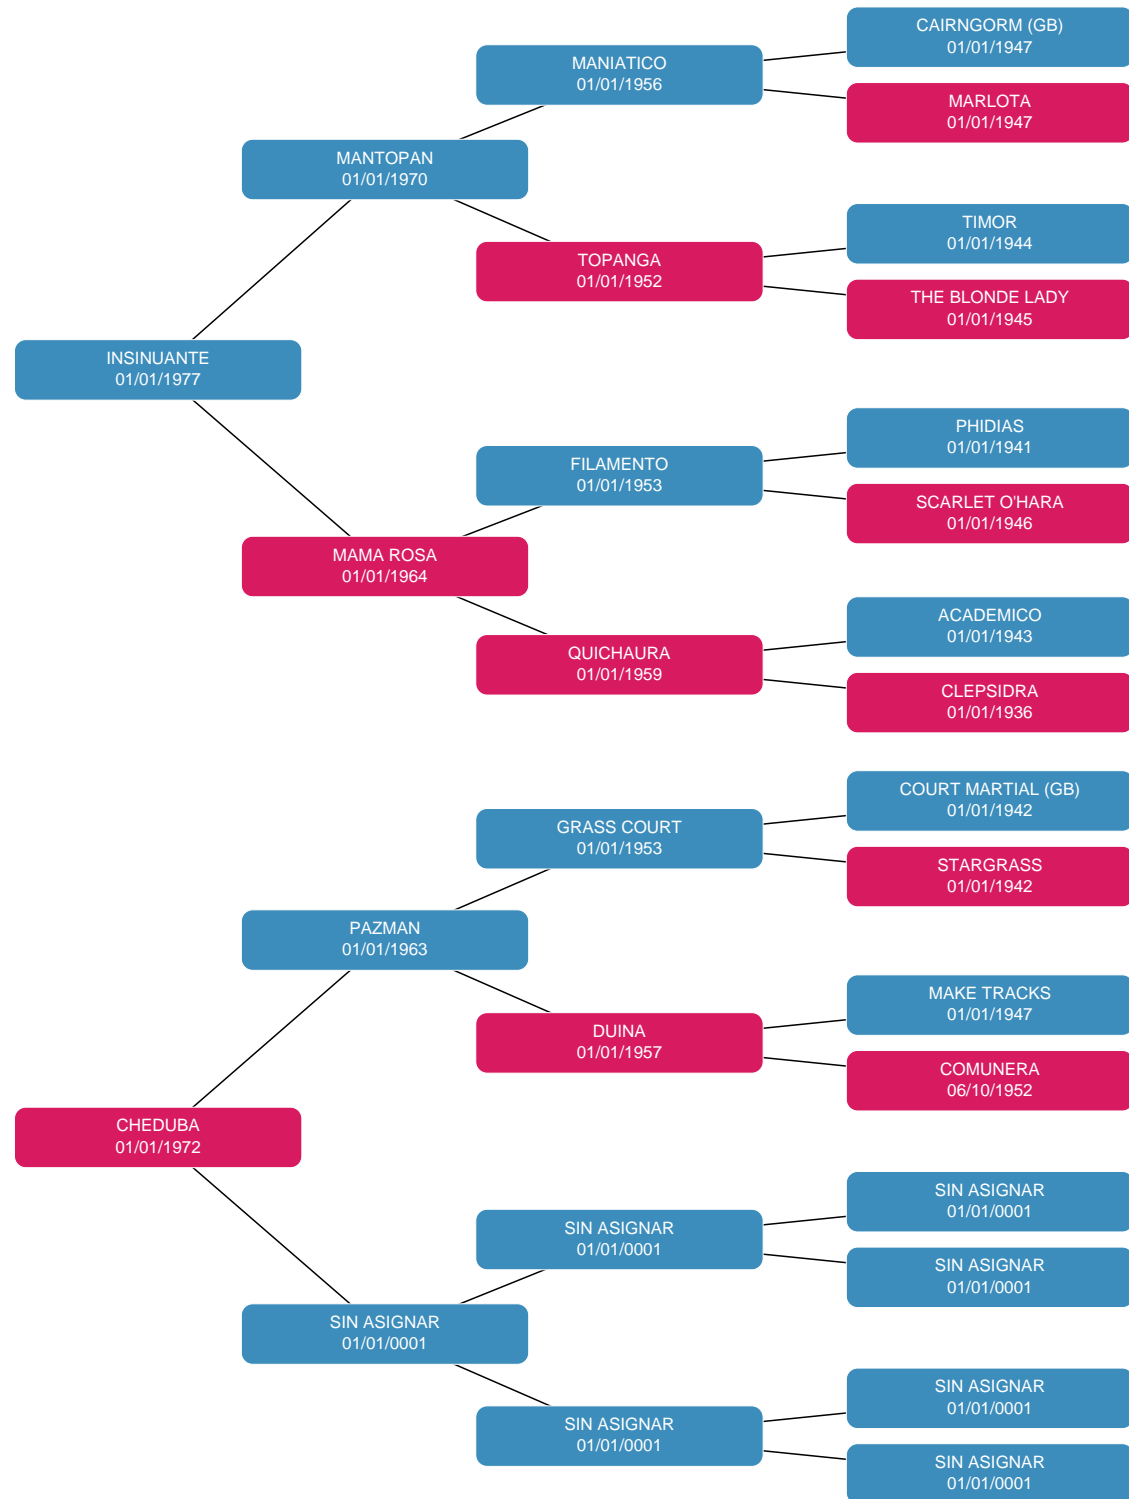 CAIRNGORM (GB)
01/01/1947
MANIATICO
01/01/1956
MARLOTA
01/01/1947
MANTOPAN
01/01/1970
TIMOR
01/01/1944
TOPANGA
01/01/1952
THE BLONDE LADY
01/01/1945
INSINUANTE
01/01/1977
PHIDIAS
01/01/1941
FILAMENTO
01/01/1953
SCARLET O'HARA
01/01/1946
MAMA ROSA
01/01/1964
ACADEMICO
01/01/1943
QUICHAURA
01/01/1959
CLEPSIDRA
01/01/1936
COURT MARTIAL (GB)
01/01/1942
GRASS COURT
01/01/1953
STARGRASS
01/01/1942
PAZMAN
01/01/1963
MAKE TRACKS
01/01/1947
DUINA
01/01/1957
COMUNERA
06/10/1952
CHEDUBA
01/01/1972
SIN ASIGNAR
01/01/0001
SIN ASIGNAR
01/01/0001
SIN ASIGNAR
01/01/0001
SIN ASIGNAR
01/01/0001
SIN ASIGNAR
01/01/0001
SIN ASIGNAR
01/01/0001
SIN ASIGNAR
01/01/0001